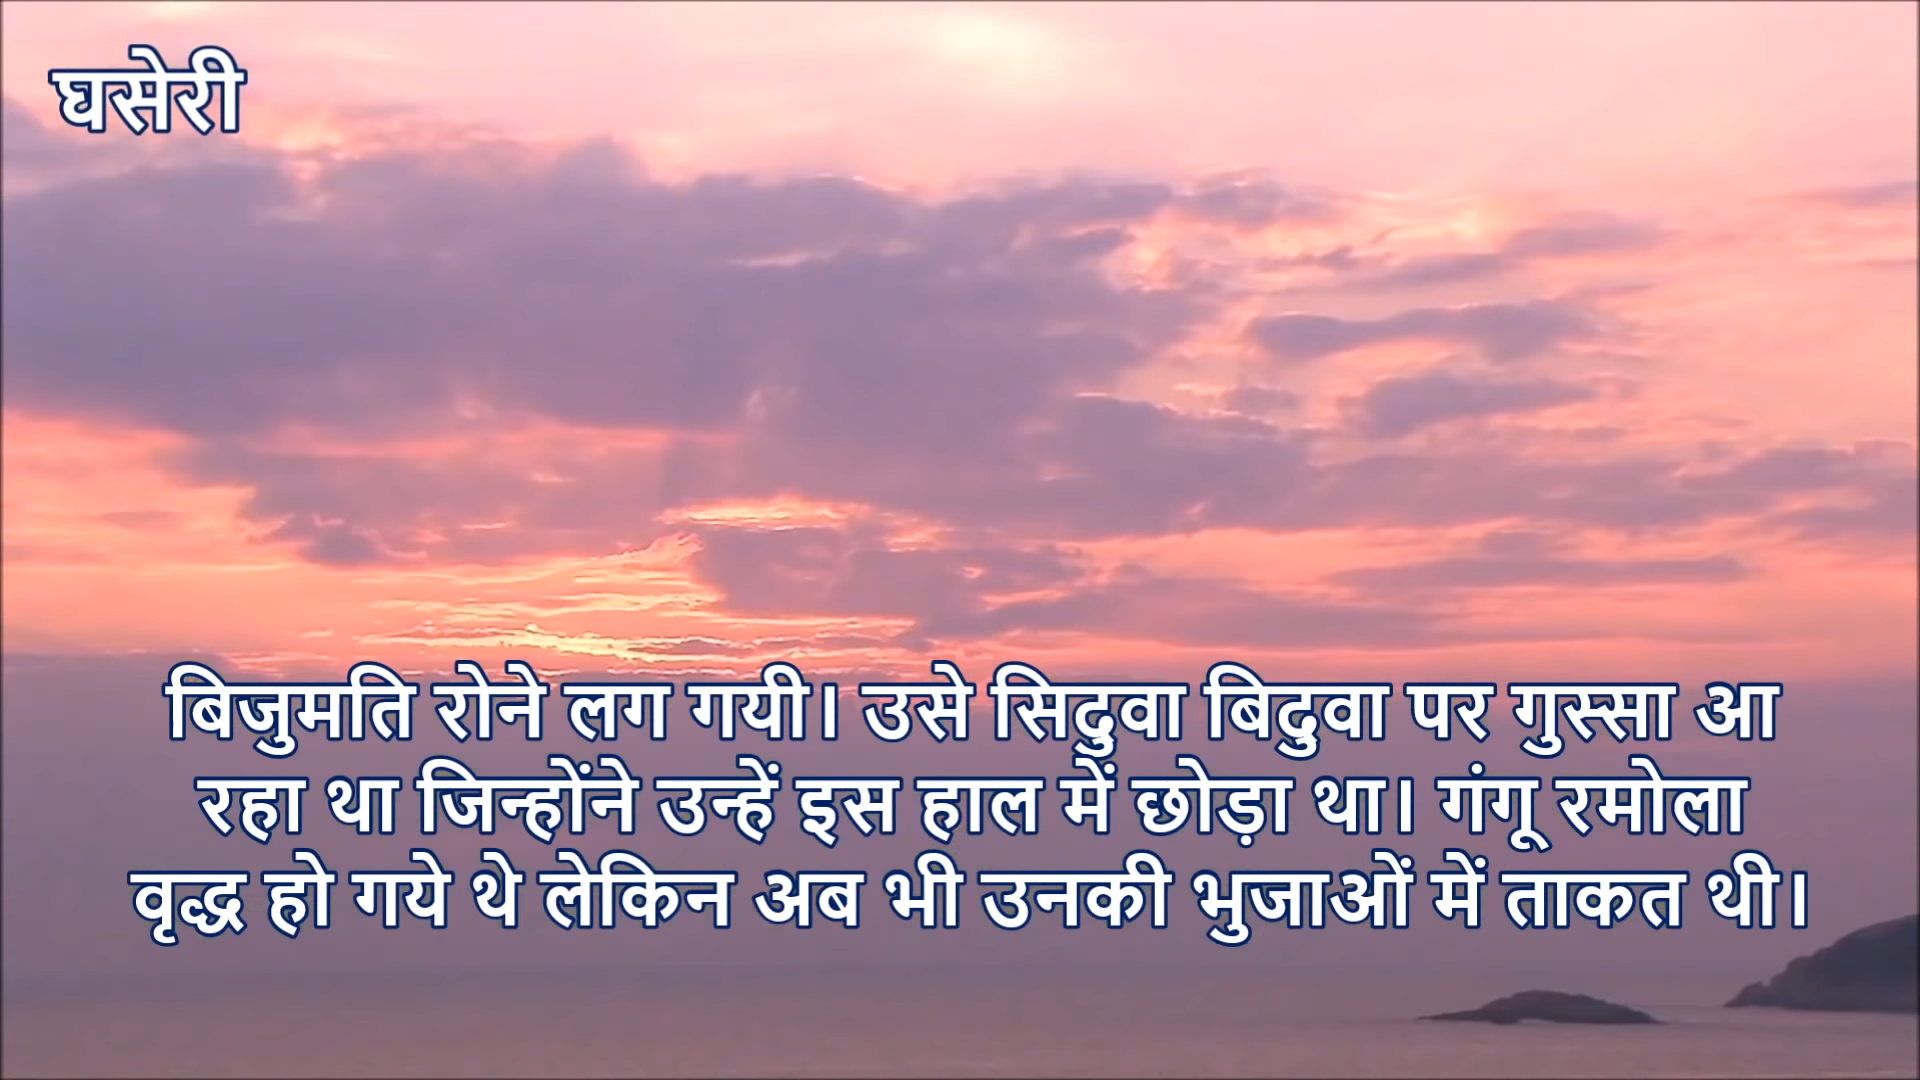 घसेरी
बिजुमति रोने लग गयी। उसे सिदुवा बिदुवा पर गुस्सा आ
रहा था जिन्होंने उन्हें इस हाल में छोड़ा था। गंगू रमोला
वृद्ध हो गये थे लेकिन अब भी उनकी भुजाओं में ताकत थी।